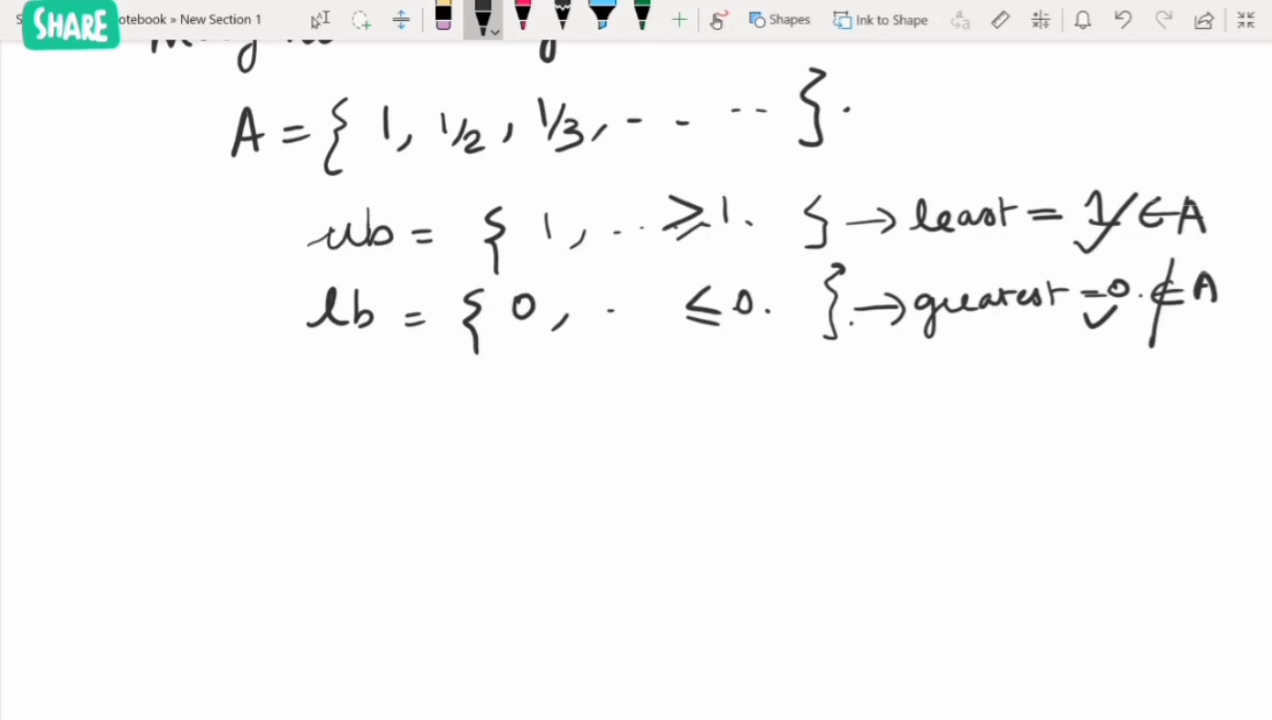 SHARE
otebook » New Section 1
Shapes
Ink to Shape
A = { 1, 1/2, 1/3, - - -- }.
ub = { 1, .. ≥1. } → least = 1 ∈ A
lb = { 0, . ≤0. }. → greatest = 0. ∉ A